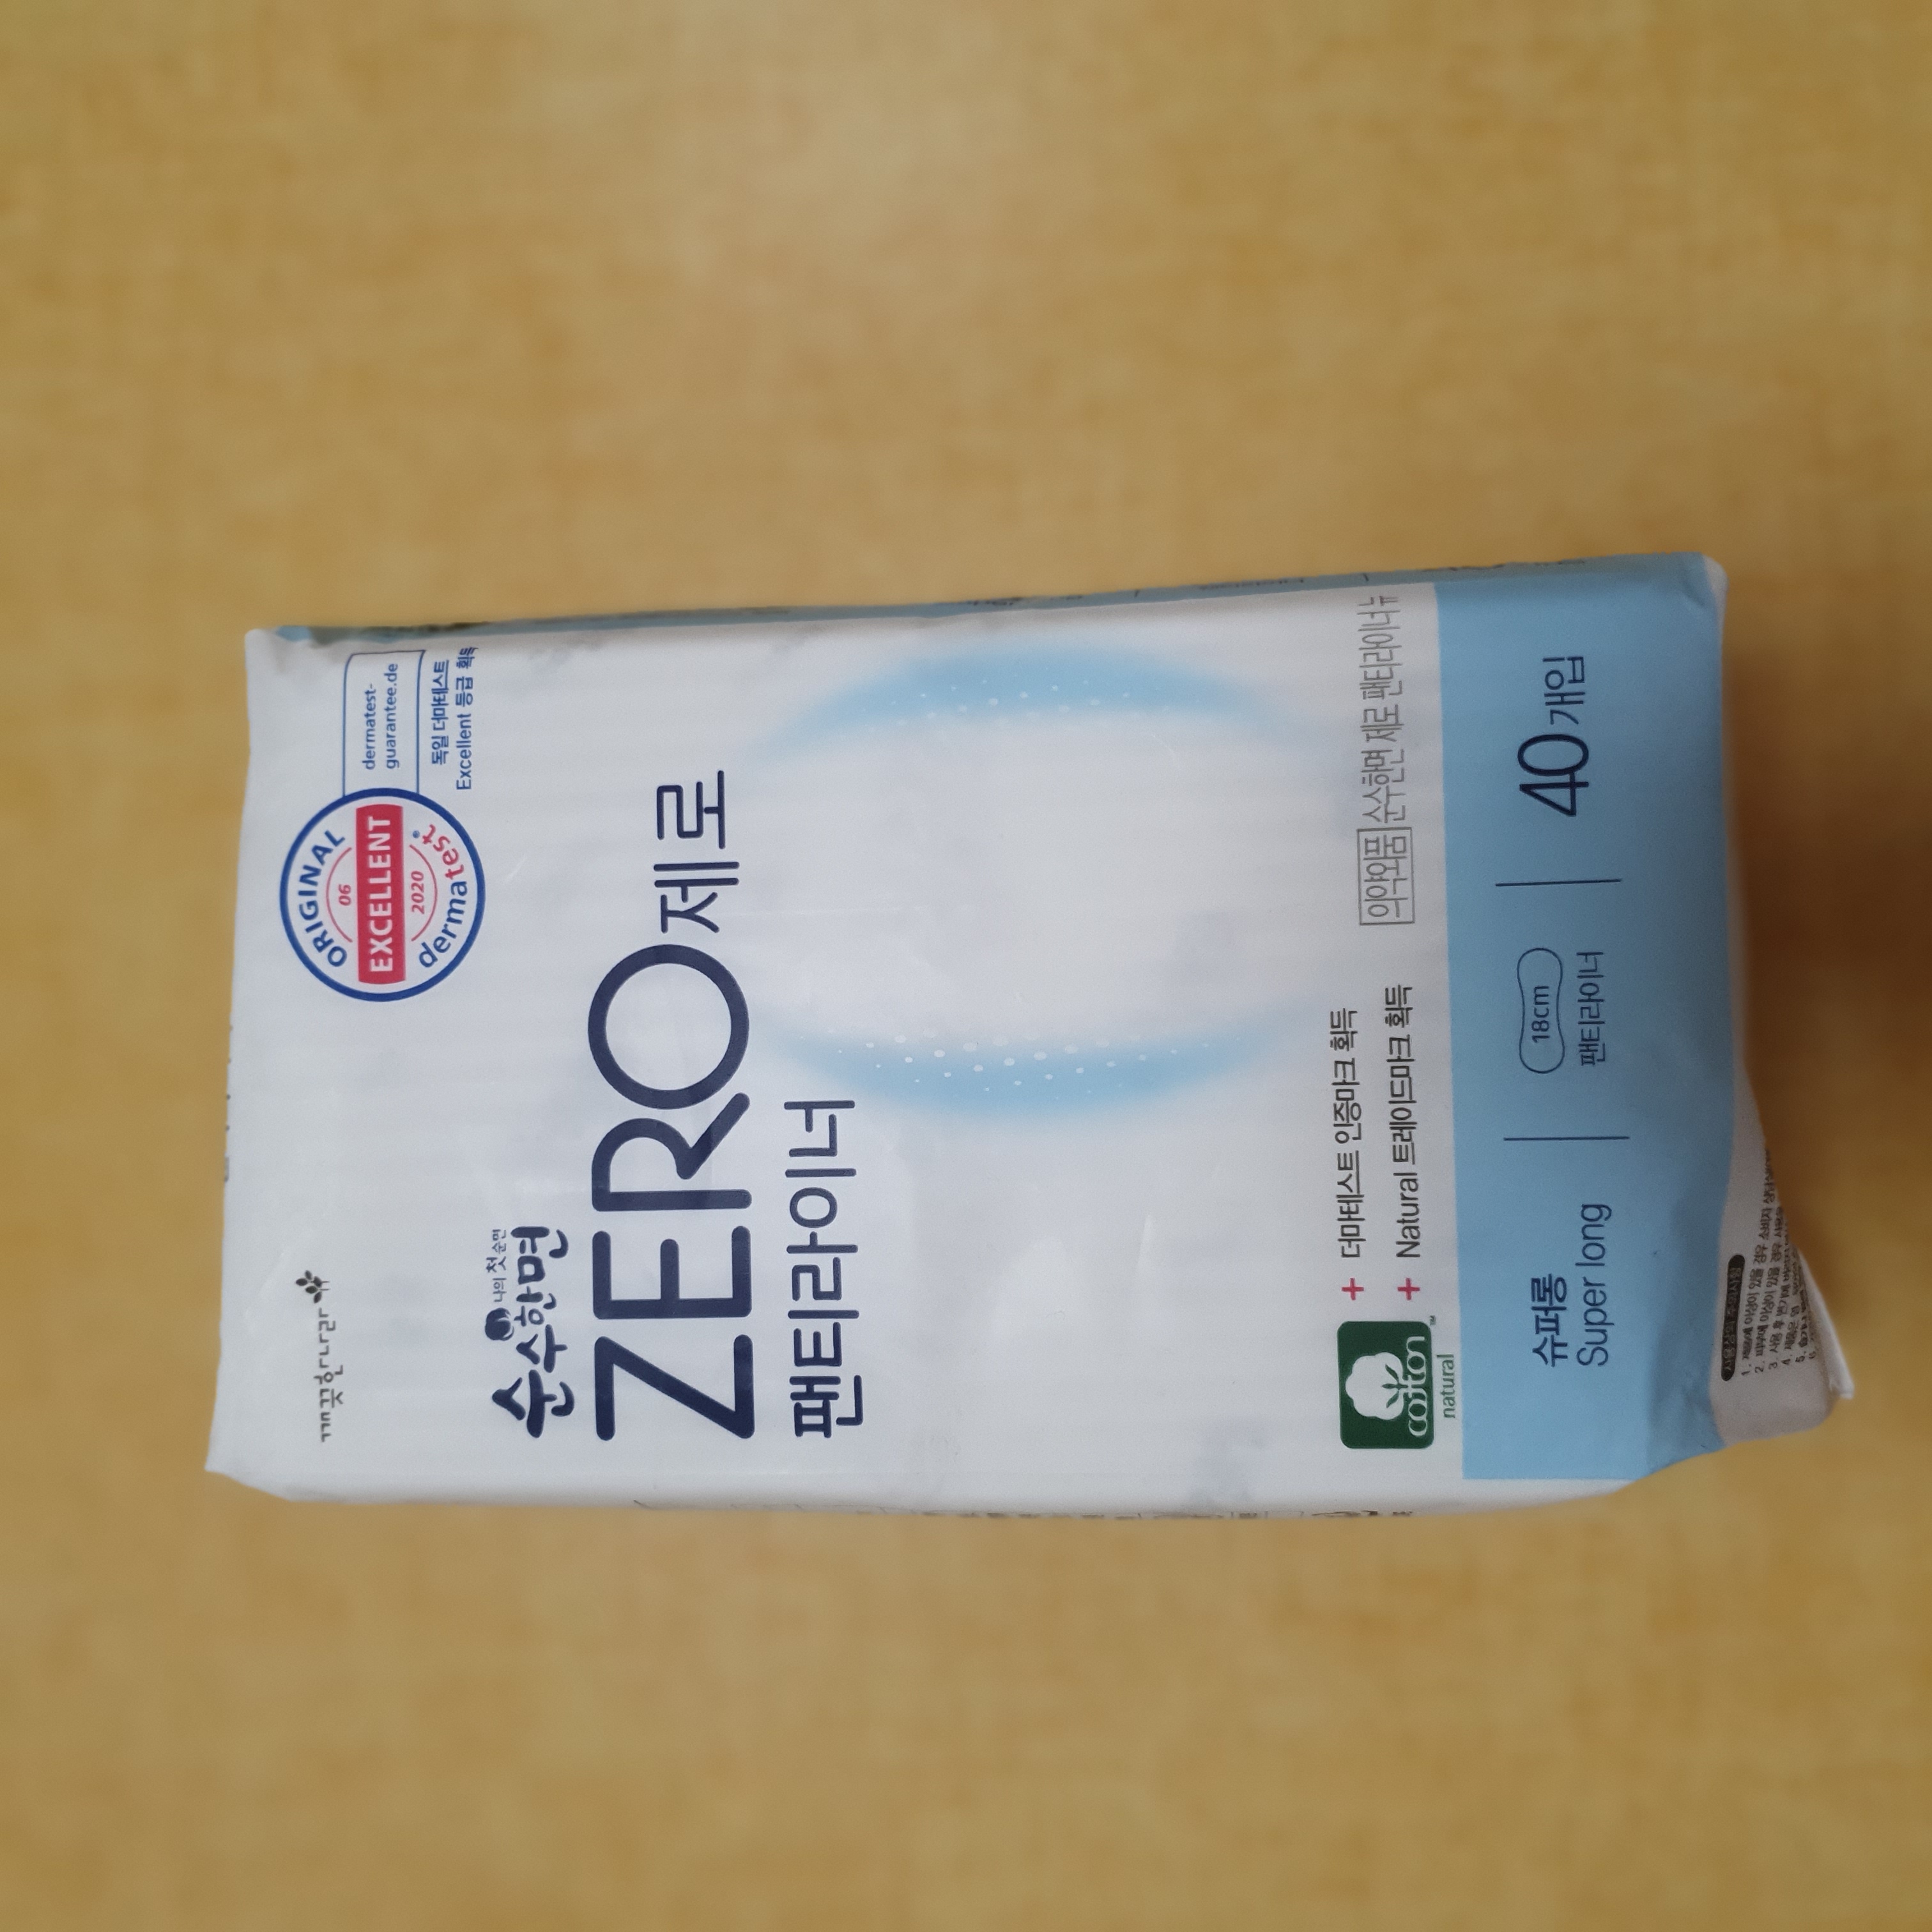 깨끗한나라
ORIGINAL
06
EXCELLENT
2020
dermatest®
dermatest-
guarantee.de
독일 더마테스트
Excellent 등급 획득
나의 첫 순면
순수한면
ZERO제로
팬티라이너
+ 더마테스트 인증마크 획득
+ Natural 트레이드마크 획득
cotton™
natural
의약외품 순수한면 제로 팬티라이너 뉴
슈퍼롱
Super long
18cm
팬티라이너
40개입